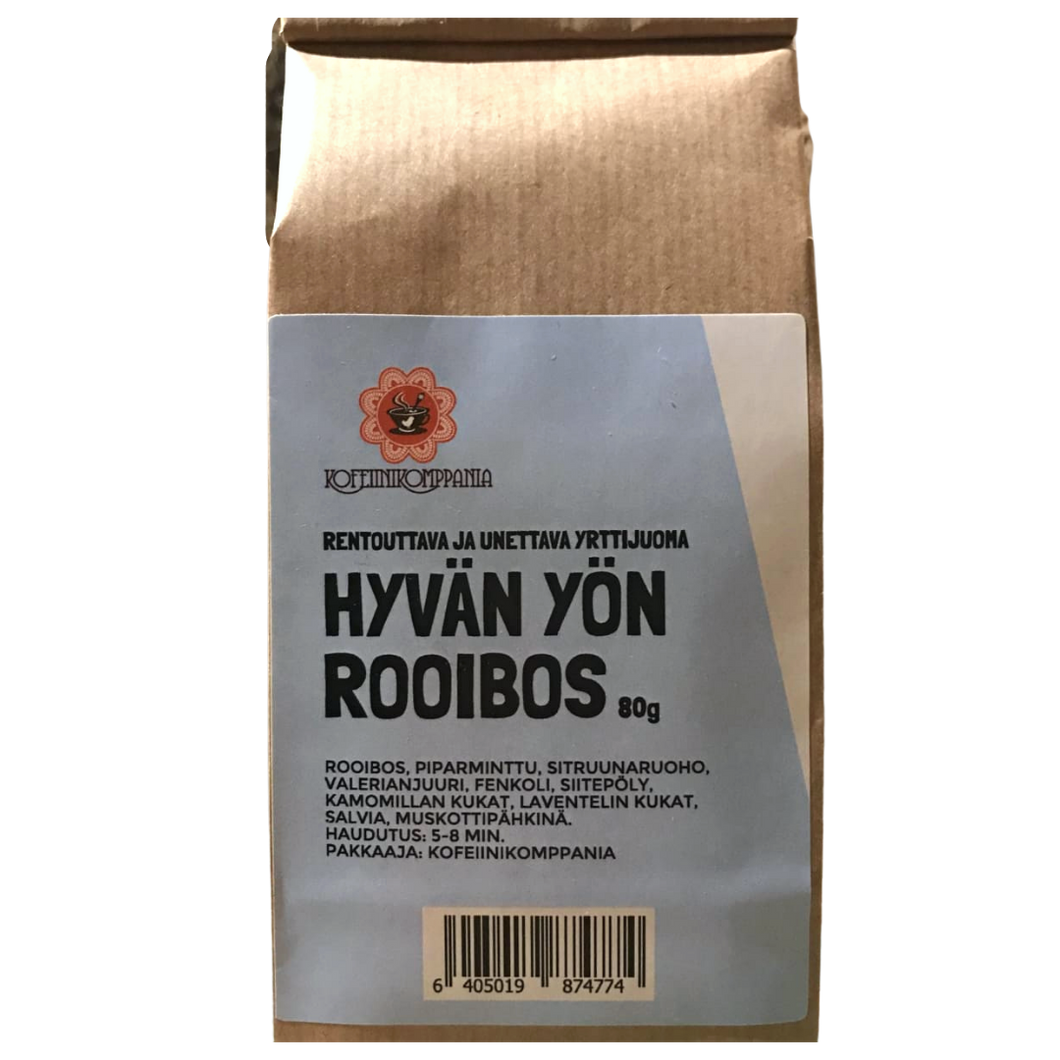 KOFEIINIKOMPPANIA
RENTOUTTAVA JA UNETTAVA YRTTIJUOMA
HYVÄN YÖN
ROOIBOS 80g
ROOIBOS, PIPARMINTTU, SITRUUNARUOHO,
VALERIANJUURI, FENKOLI, SIITEPÖLY,
KAMOMILLAN KUKAT, LAVENTELIN KUKAT,
SALVIA, MUSKOTTIPÄHKINÄ.
HAUDUTUS: 5-8 MIN.
PAKKAAJA: KOFEIINIKOMPPANIA
6 405019 874774